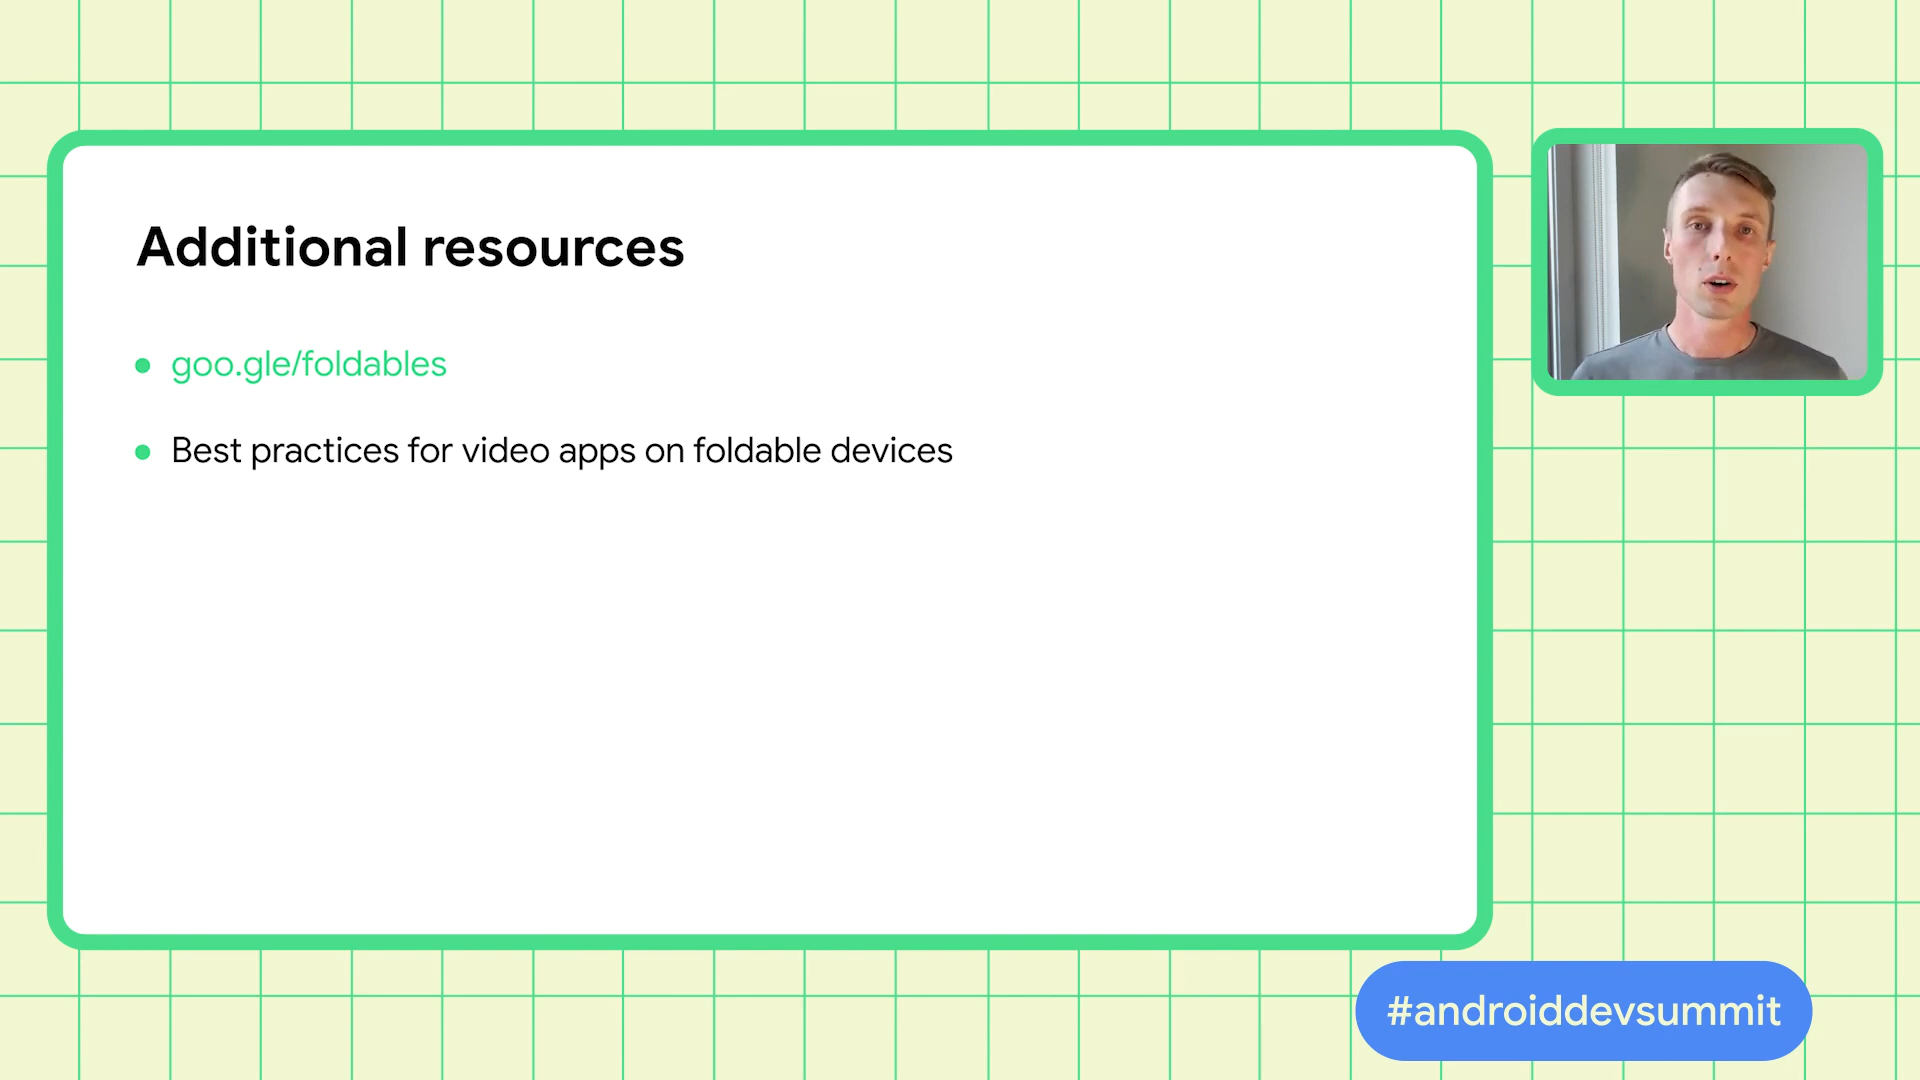 Additional resources
goo.gle/foldables
Best practices for video apps on foldable devices
#androiddevsummit